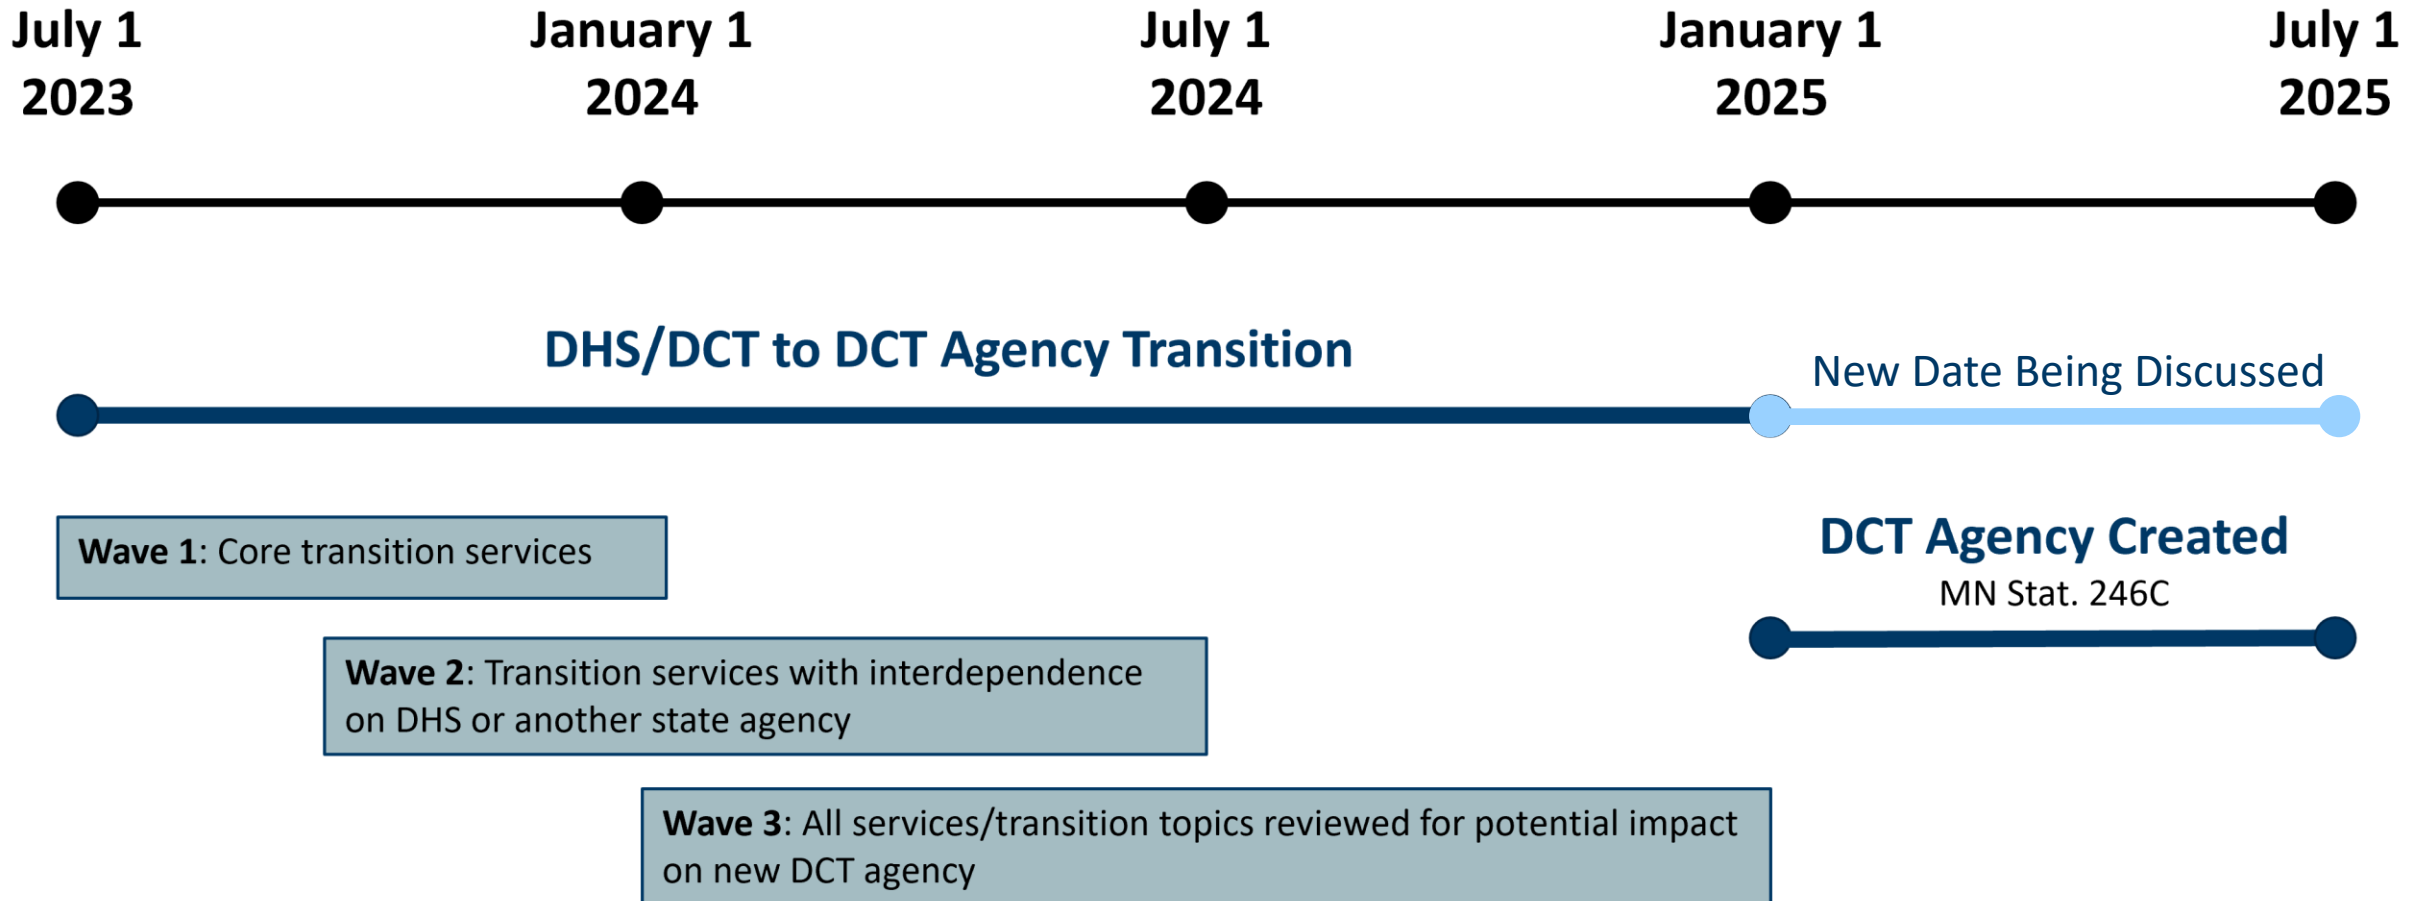 July 1
2023
January 1
2024
July 1
2024
January 1
2025
July 1
2025
DHS/DCT to DCT Agency Transition
New Date Being Discussed
Wave 1: Core transition services
DCT Agency Created
MN Stat. 246C
Wave 2: Transition services with interdependence
on DHS or another state agency
Wave 3: All services/transition topics reviewed for potential impact
on new DCT agency